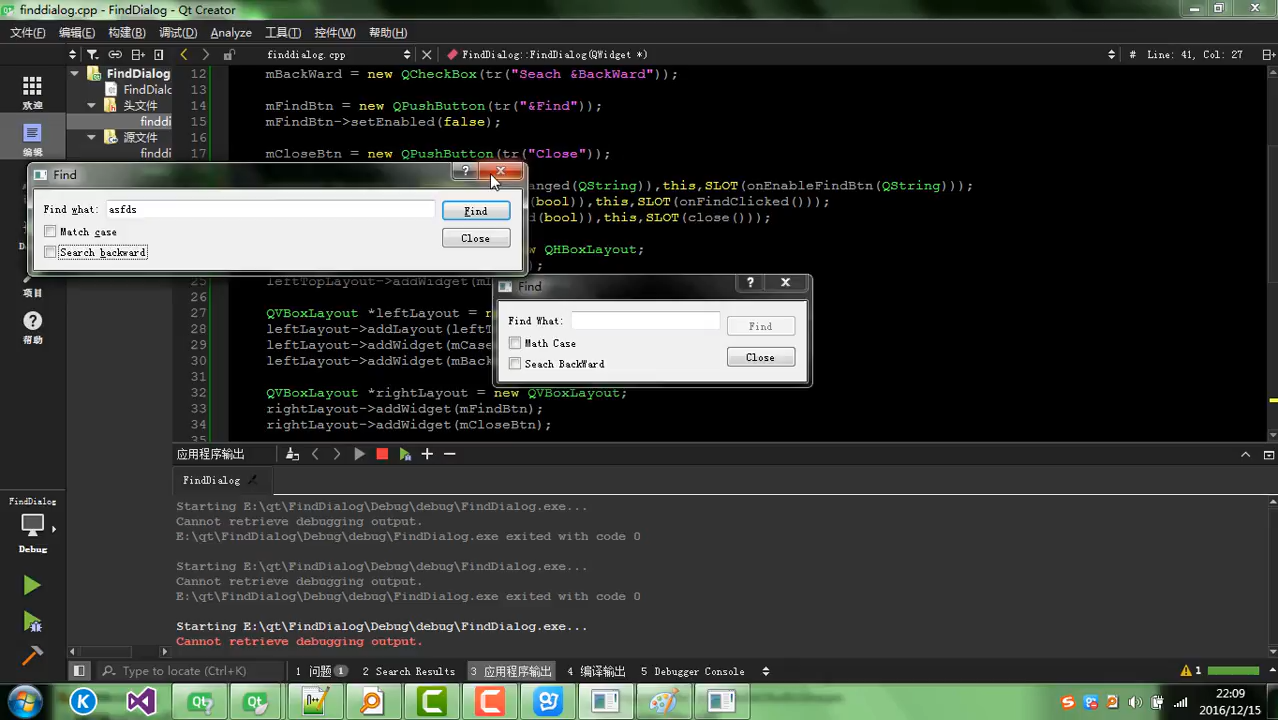 finddialog.cpp - FindDialog - Qt Creator
文件(F) 编辑(E) 构建(B) 调试(D) Analyze 工具(T) 控件(W) 帮助(H)
finddialog.cpp FindDialog::FindDialog(QWidget *) # Line: 41, Col: 27
欢迎
编辑
项目
帮助
FindDialog
FindDialo
头文件
finddi
源文件
finddi
12 mBackWard = new QCheckBox(tr("Seach &BackWard"));
13
14 mFindBtn = new QPushButton(tr("&Find"));
15 mFindBtn->setEnabled(false);
16
17 mCloseBtn = new QPushButton(tr("Close"));
anged(QString)),this,SLOT(onEnableFindBtn(QString)));
(bool)),this,SLOT(onFindClicked()));
d(bool)),this,SLOT(close()));
w QHBoxLayout;
25 leftTopLayout->addWidget(m
26
27 QVBoxLayout *leftLayout = n
28 leftLayout->addLayout(leftT
29 leftLayout->addWidget(mCas
30 leftLayout->addWidget(mBack
31
32 QVBoxLayout *rightLayout = new QVBoxLayout;
33 rightLayout->addWidget(mFindBtn);
34 rightLayout->addWidget(mCloseBtn);
35
Find ?
Find what: asfds Find
Match case
Close
Search backward
Find ?
Find What: Find
Math Case
Close
Seach BackWard
应用程序输出
FindDialog
Starting E:\qt\FindDialog\Debug\debug\FindDialog.exe...
Cannot retrieve debugging output.
E:\qt\FindDialog\Debug\debug\FindDialog.exe exited with code 0
Starting E:\qt\FindDialog\Debug\debug\FindDialog.exe...
Cannot retrieve debugging output.
E:\qt\FindDialog\Debug\debug\FindDialog.exe exited with code 0
Starting E:\qt\FindDialog\Debug\debug\FindDialog.exe...
Cannot retrieve debugging output.
FindDialog
Debug
Type to locate (Ctrl+K) 1 问题 1 2 Search Results 3 应用程序输出 4 编译输出 5 Debugger Console 1
22:09
2016/12/15